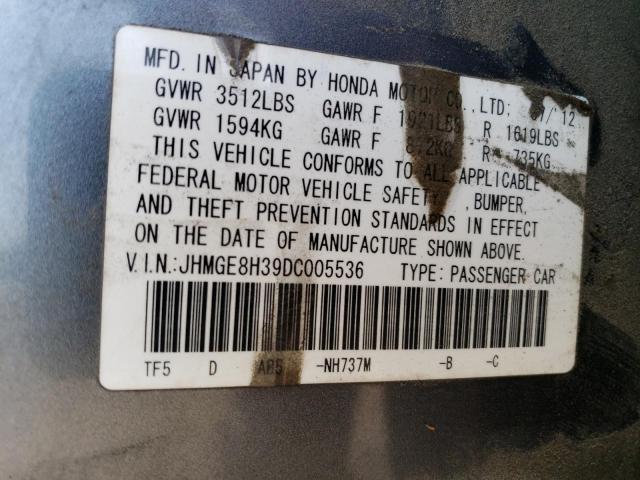 MFD. IN JAPAN BY HONDA MOTOR CO., LTD: /12
GVWR 3512LBS GAWR F R 1619LBS
GVWR 1594KG GAWR F R 735KG
THIS VEHICLE CONFORMS TO ALL APPLICABLE
FEDERAL MOTOR VEHICLE SAFETY , BUMPER,
AND THEFT PREVENTION STANDARDS IN EFFECT
ON THE DATE OF MANUFACTURE SHOWN ABOVE.
V.I.N.:JHMGE8H39DC005536 TYPE: PASSENGER CAR
TF5 D -NH737M -B -C